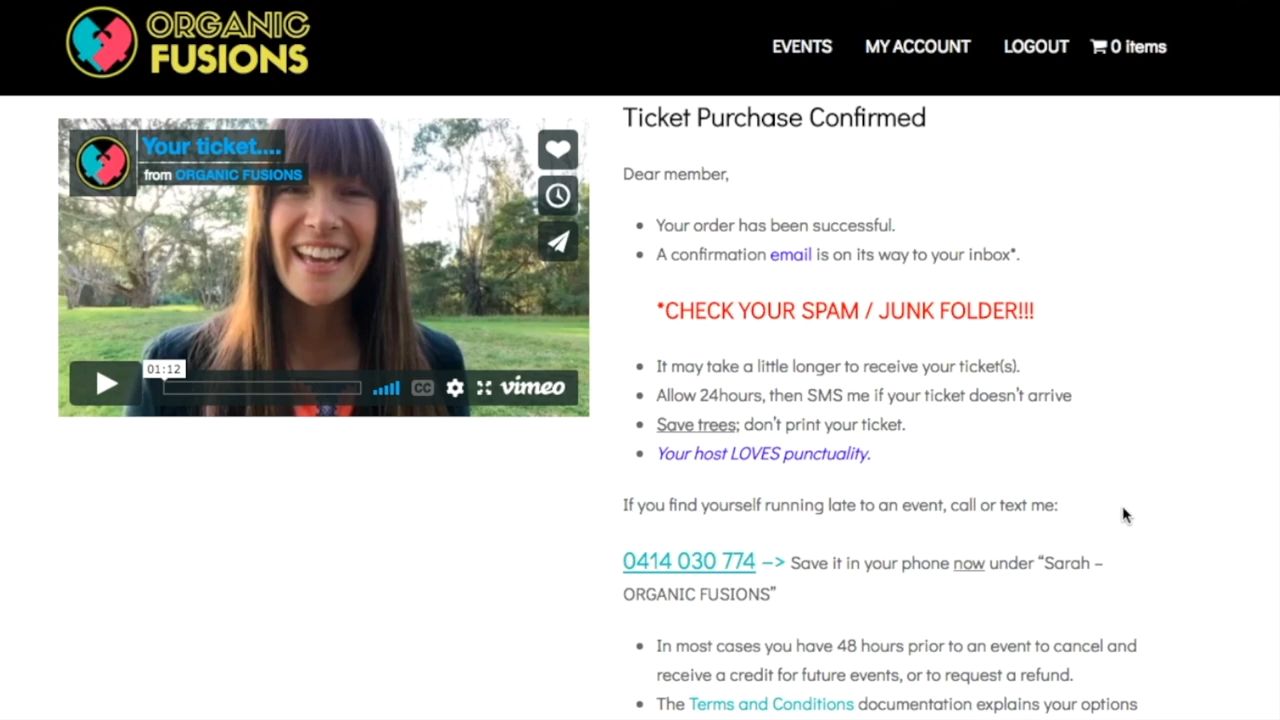 ORGANIC
FUSIONS
EVENTS MY ACCOUNT LOGOUT 0 items
Your ticket....
from ORGANIC FUSIONS
01:12
CC
vimeo
Ticket Purchase Confirmed
Dear member,
• Your order has been successful.
• A confirmation email is on its way to your inbox*.
*CHECK YOUR SPAM / JUNK FOLDER!!!
• It may take a little longer to receive your ticket(s).
• Allow 24hours, then SMS me if your ticket doesn't arrive
• Save trees; don't print your ticket.
• Your host LOVES punctuality.
If you find yourself running late to an event, call or text me:
0414 030 774 –> Save it in your phone now under “Sarah –
ORGANIC FUSIONS”
• In most cases you have 48 hours prior to an event to cancel and
receive a credit for future events, or to request a refund.
• The Terms and Conditions documentation explains your options